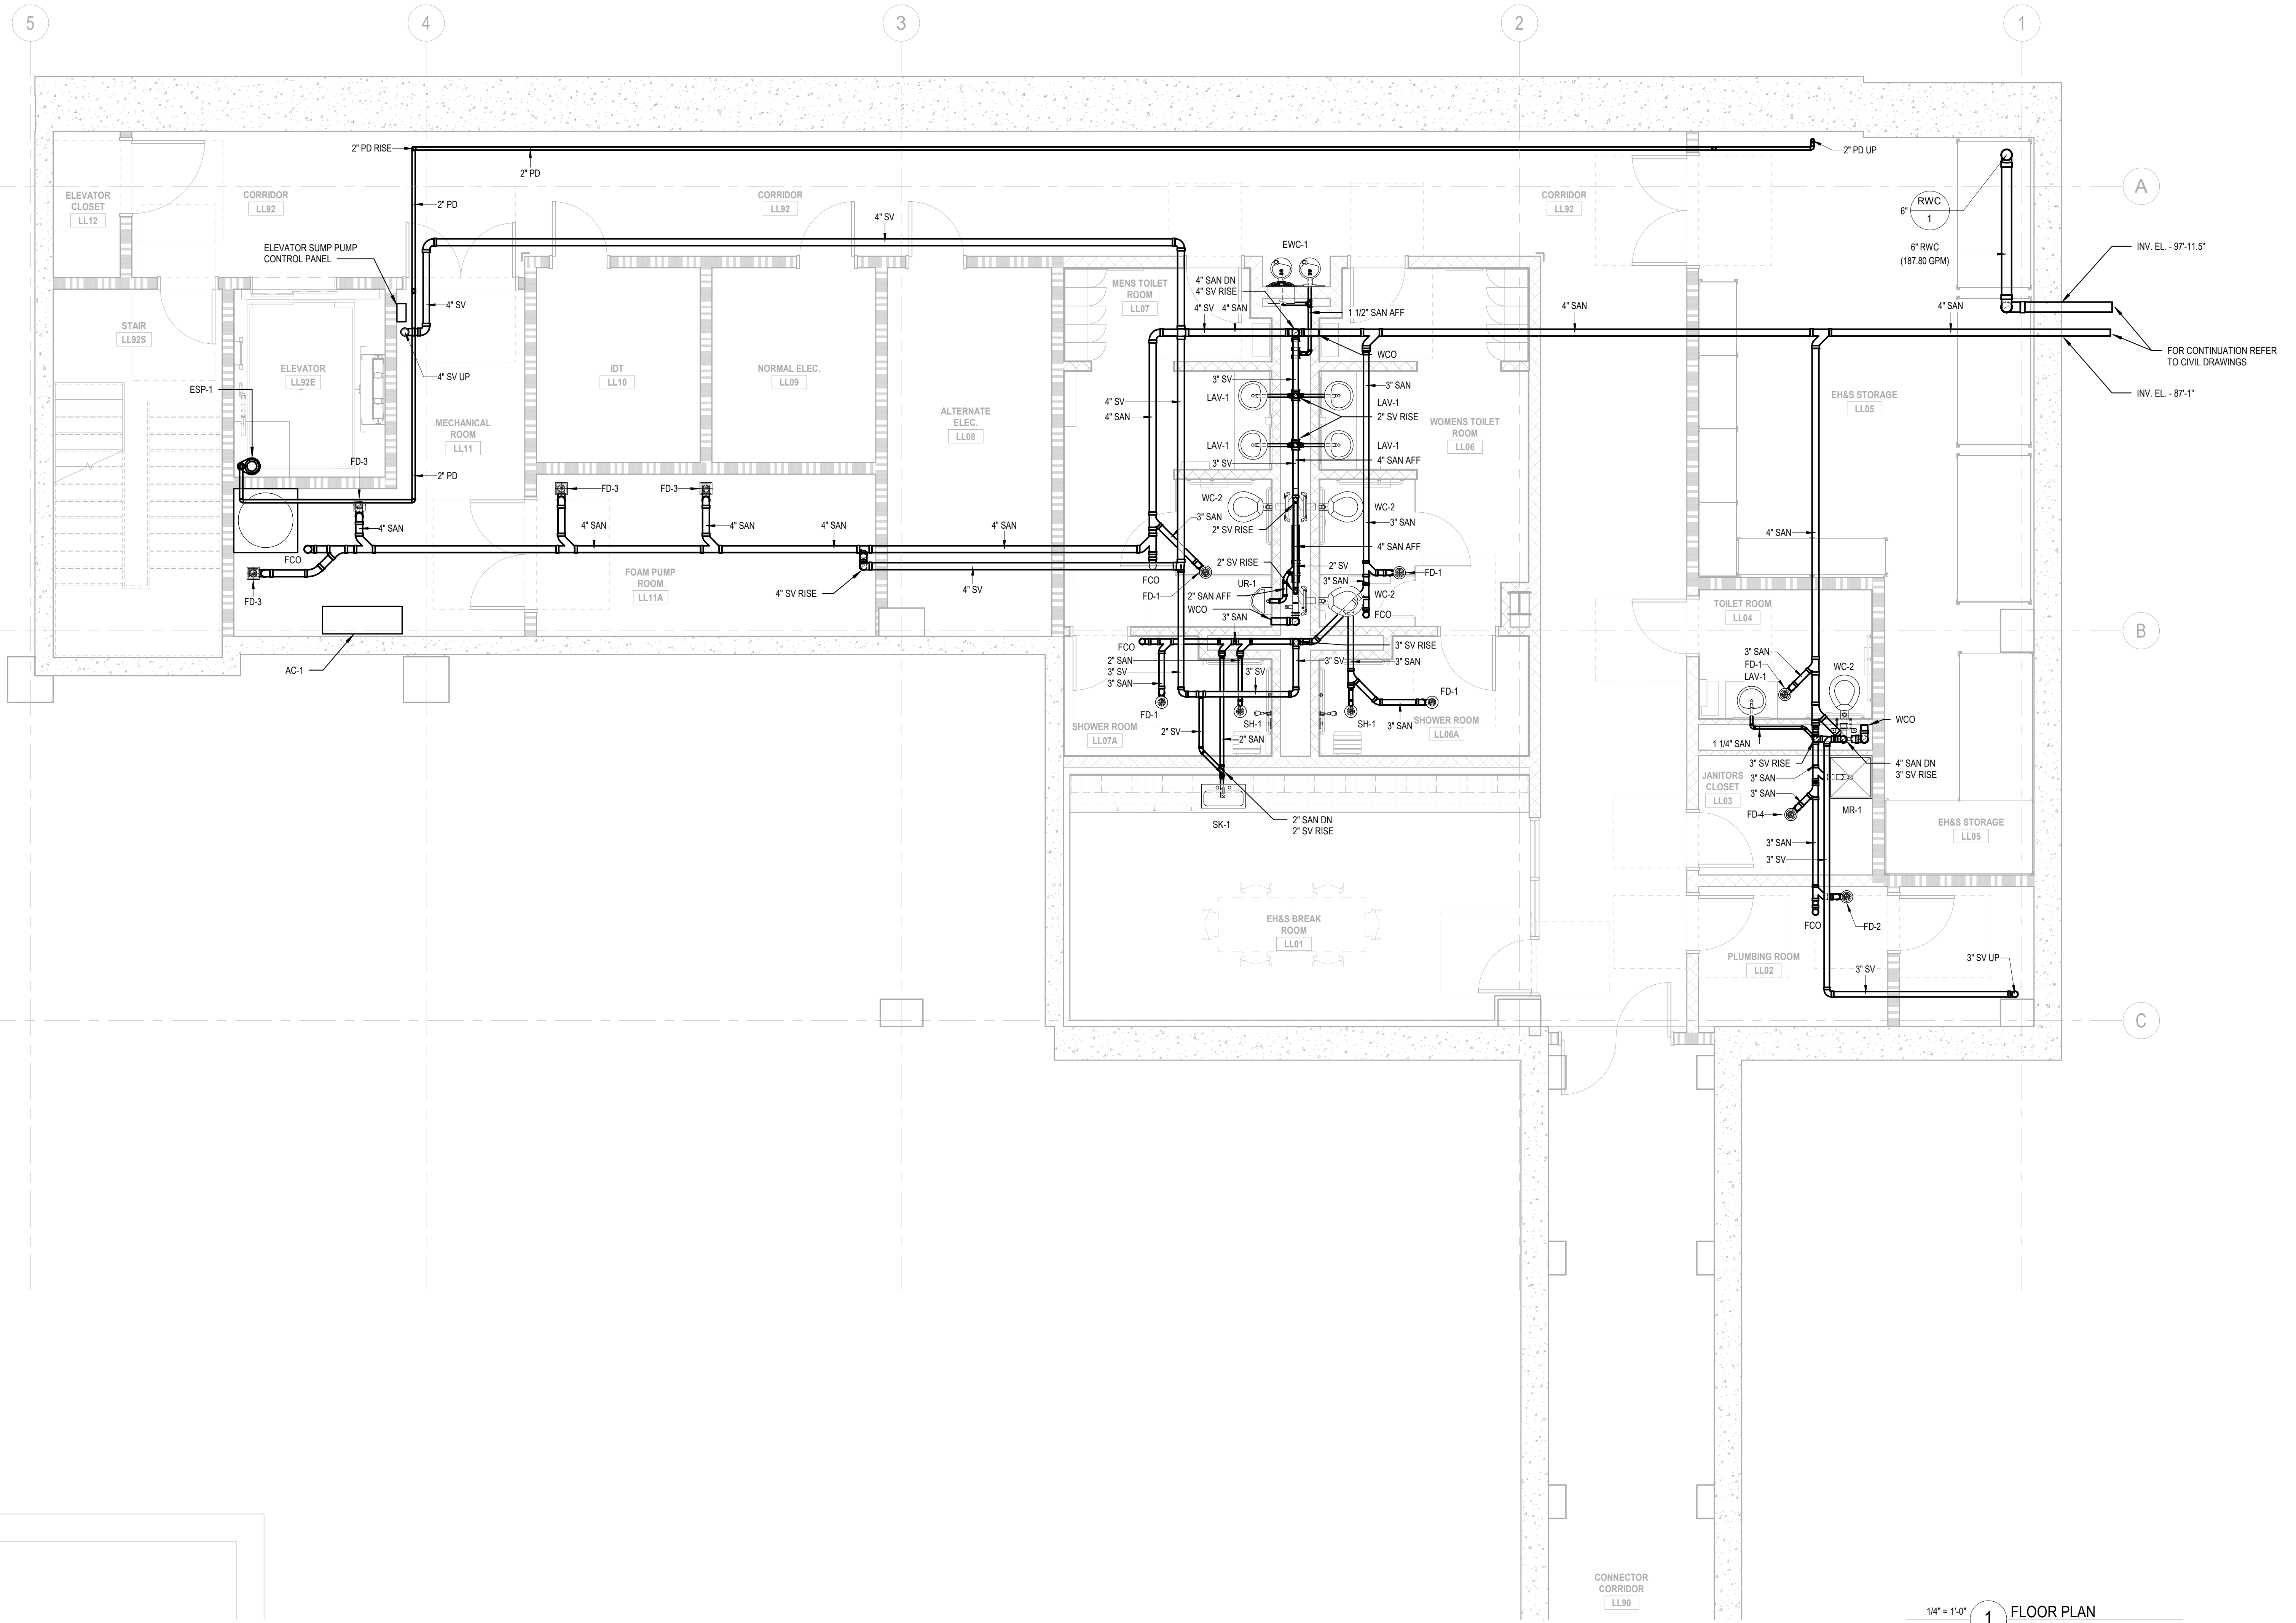 5
4
3
2
1
2" PD RISE
2" PD
2" PD UP
A
ELEVATOR
CLOSET
LL12
CORRIDOR
LL92
2" PD
CORRIDOR
LL92
CORRIDOR
LL92
RWC
1
6"
4" SV
ELEVATOR SUMP PUMP
CONTROL PANEL
EWC-1
6" RWC
(187.80 GPM)
INV. EL. - 97'-11.5"
4" SV
MENS TOILET
ROOM
LL07
4" SAN DN
4" SV RISE
4" SV
4" SAN
1 1/2" SAN AFF
4" SAN
4" SAN
STAIR
LL92S
WCO
FOR CONTINUATION REFER
TO CIVIL DRAWINGS
ELEVATOR
LL92E
4" SV UP
IDT
LL10
NORMAL ELEC.
LL09
3" SV
3" SAN
ESP-1
INV. EL. - 87'-1"
LAV-1
LAV-1
EH&S STORAGE
LL05
4" SV
4" SAN
2" SV RISE
MECHANICAL
ROOM
LL11
ALTERNATE
ELEC.
LL08
WOMENS TOILET
ROOM
LL06
LAV-1
LAV-1
FD-3
3" SV
4" SAN AFF
2" PD
FD-3
FD-3
WC-2
WC-2
3" SAN
3" SAN
2" SV RISE
4" SAN
4" SAN
4" SAN
4" SAN
4" SAN
4" SAN
4" SAN AFF
FCO
2" SV RISE
2" SV
FOAM PUMP
ROOM
LL11A
FCO
FD-1
3" SAN
UR-1
FD-1
FD-3
4" SV RISE
4" SV
2" SAN AFF
WC-2
WCO
FCO
TOILET ROOM
LL04
3" SAN
B
FCO
3" SV RISE
3" SAN
FD-1
LAV-1
WC-2
2" SAN
3" SV
3" SAN
3" SV
3" SV
3" SAN
AC-1
FD-1
FD-1
SH-1
SH-1
SHOWER ROOM
LL07A
3" SAN
SHOWER ROOM
LL06A
WCO
2" SV
2" SAN
1 1/4" SAN
3" SV RISE
4" SAN DN
3" SV RISE
JANITORS
CLOSET
LL03
3" SAN
3" SAN
FD-4
MR-1
SK-1
2" SAN DN
2" SV RISE
EH&S STORAGE
LL05
3" SAN
3" SV
EH&S BREAK
ROOM
LL01
FCO
FD-2
PLUMBING ROOM
LL02
3" SV
3" SV UP
C
CONNECTOR
CORRIDOR
LL90
1/4" = 1'-0"
1
FLOOR PLAN